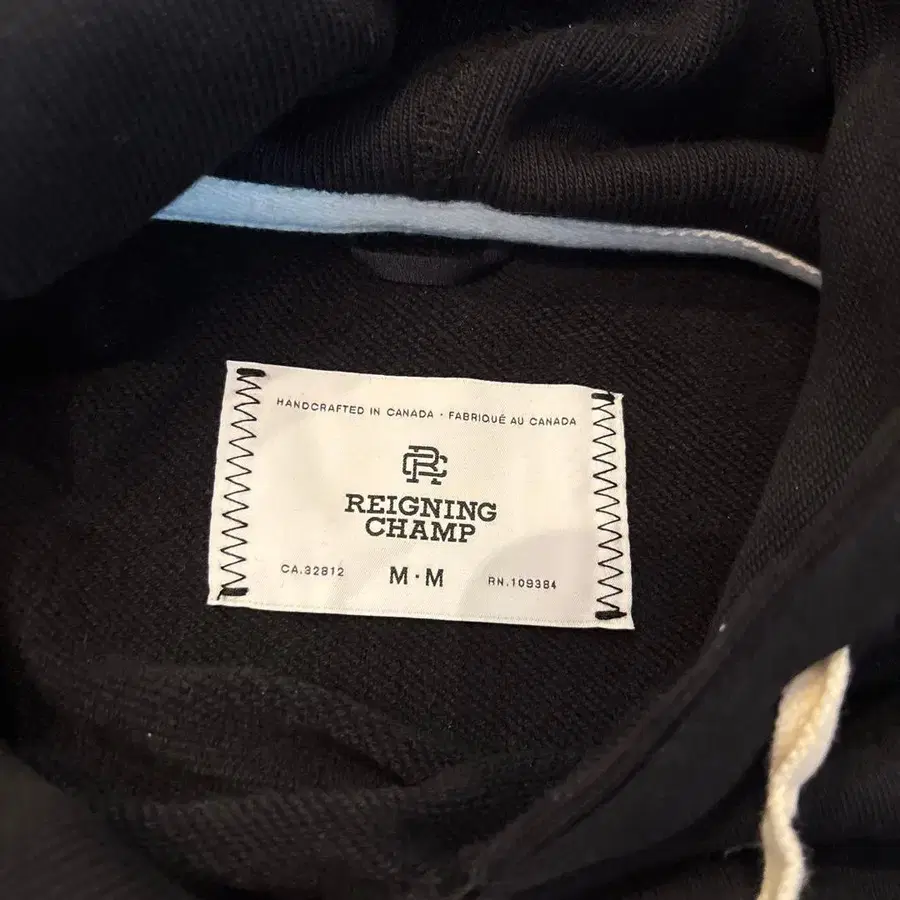 HANDCRAFTED IN CANADA · FABRIQUÉ AU CANADA
RC
REIGNING
CHAMP
CA.32812 M·M RN.109384